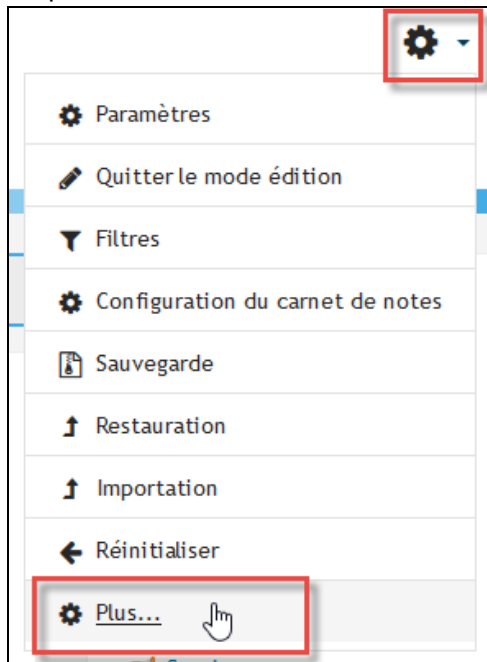 Paramètres
Quitter le mode édition
Filtres
Configuration du carnet de notes
Sauvegarde
Restauration
Importation
Réinitialiser
Plus...